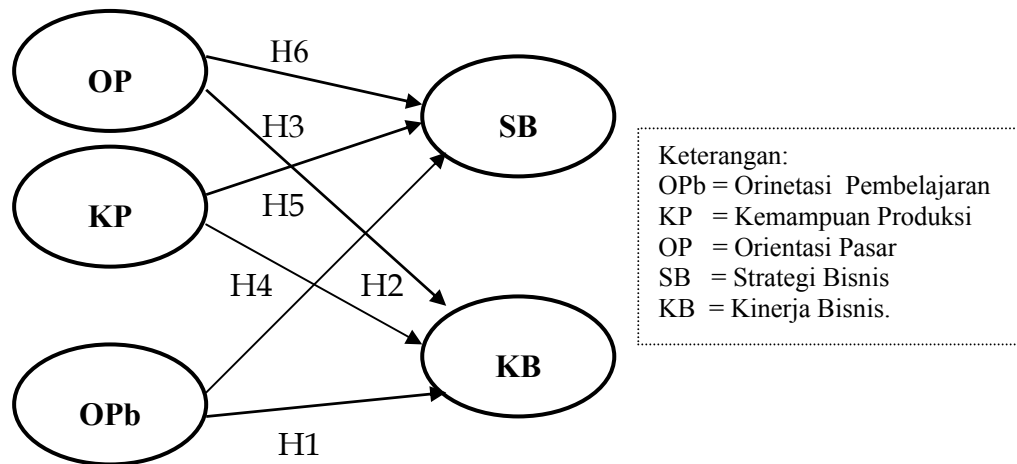 H6
OP
SB
H3
Keterangan:
OPb = Orinetasi Pembelajaran
KP = Kemampuan Produksi
OP = Orientasi Pasar
SB = Strategi Bisnis
KB = Kinerja Bisnis.
KP
H5
H4
H2
KB
OPb
H1